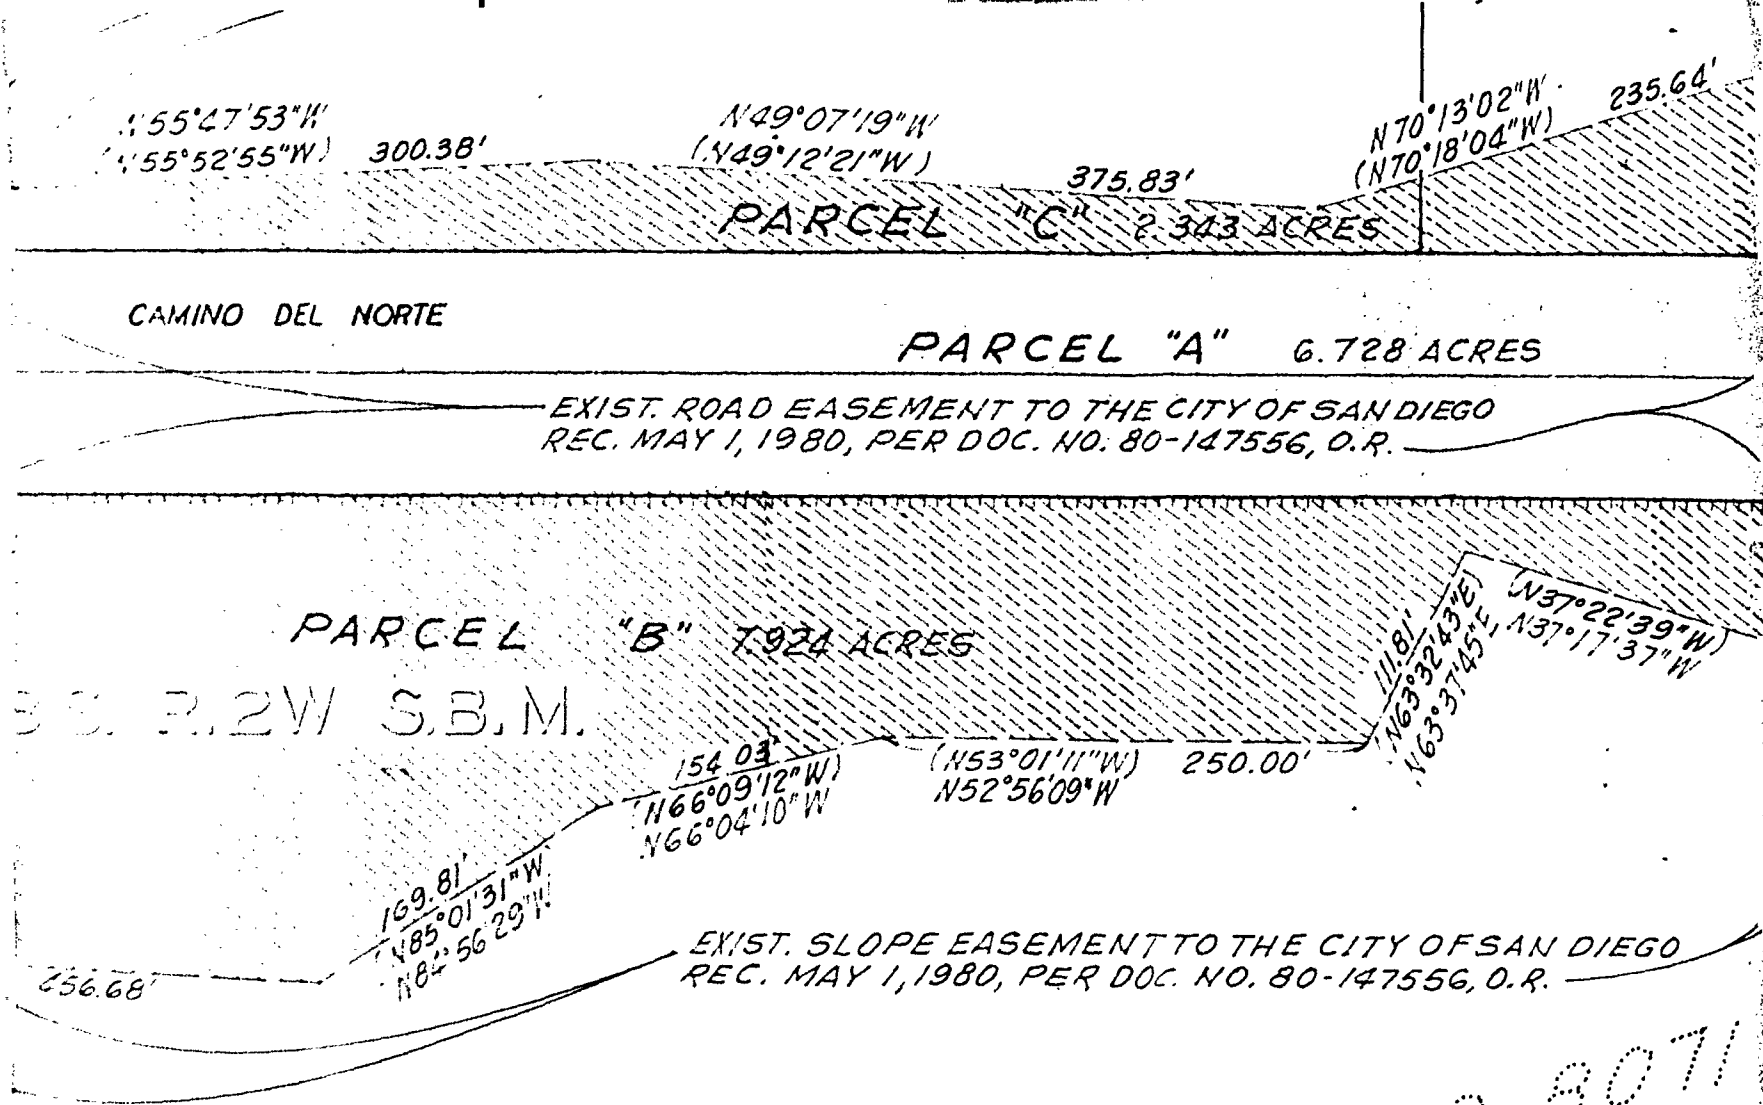 N55°47'53"W
(N55°52'55"W)
300.38'
N49°07'19"W
(N49°12'21"W)
375.83'
N70°13'02"W
(N70°18'04"W)
235.64'
PARCEL "C" 2.343 ACRES
CAMINO DEL NORTE
PARCEL "A" 6.728 ACRES
EXIST. ROAD EASEMENT TO THE CITY OF SAN DIEGO
REC. MAY 1, 1980, PER DOC. NO. 80-147556, O.R.
PARCEL "B" 7.924 ACRES
R.2W S.B.M.
111.81'
(N63°32'43"E)
N63°37'45"E
(N37°22'39"W)
N37°17'37"W
154.03'
(N66°09'12"W)
N66°04'10"W
(N53°01'11"W)
N52°56'09"W
250.00'
169.81'
(N85°01'31"W
N84°56'29"W
256.68'
EXIST. SLOPE EASEMENT TO THE CITY OF SAN DIEGO
REC. MAY 1, 1980, PER DOC. NO. 80-147556, O.R.
8071